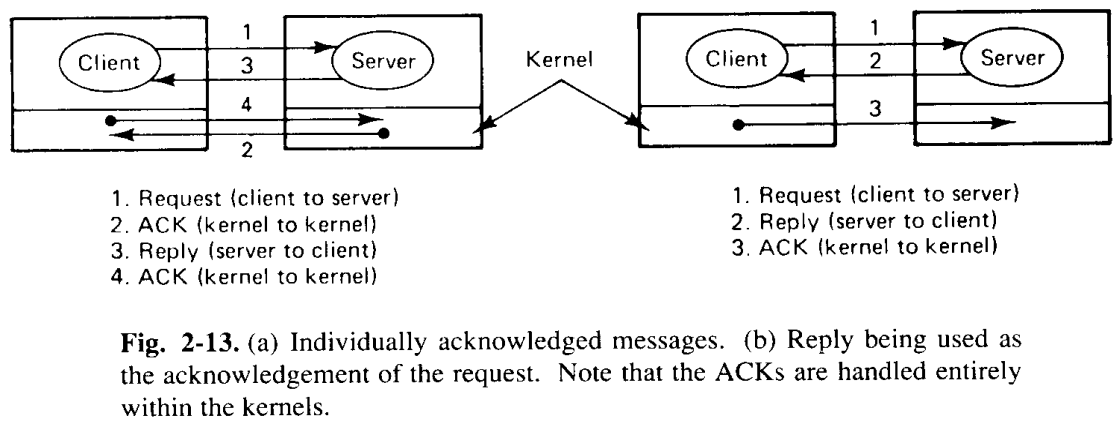 1
Client
3
Server
4
2
Kernel
1
Client
2
Server
3
1. Request (client to server)
2. ACK (kernel to kernel)
3. Reply (server to client)
4. ACK (kernel to kernel)
1. Request (client to server)
2. Reply (server to client)
3. ACK (kernel to kernel)
Fig. 2-13. (a) Individually acknowledged messages. (b) Reply being used as
the acknowledgement of the request. Note that the ACKs are handled entirely
within the kernels.